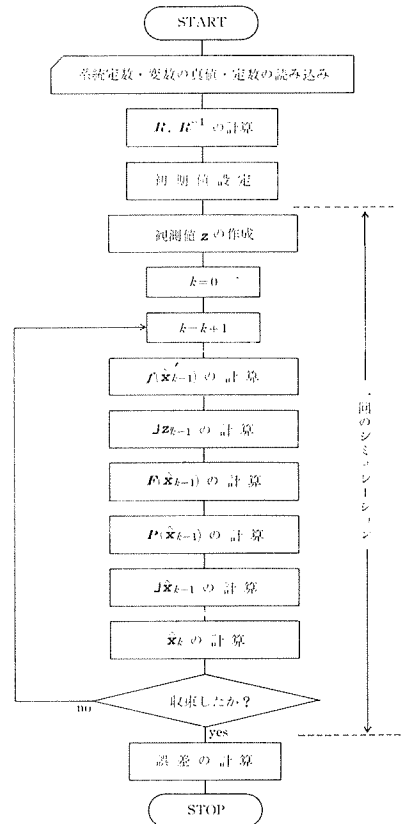 START
系統定数・変数の真値・定数の読み込み
R, R⁻¹ の計算
初期値設定
観測値 z の作成
k=0
k=k+1
f(x̂ₖ₋₁) の計算
Δzₖ₋₁ の計算
F(x̂ₖ₋₁) の計算
P(x̂ₖ₋₁) の計算
Δx̂ₖ₋₁ の計算
x̂ₖ の計算
収束したか？
no
yes
誤差の計算
STOP
一回のシミュレーション